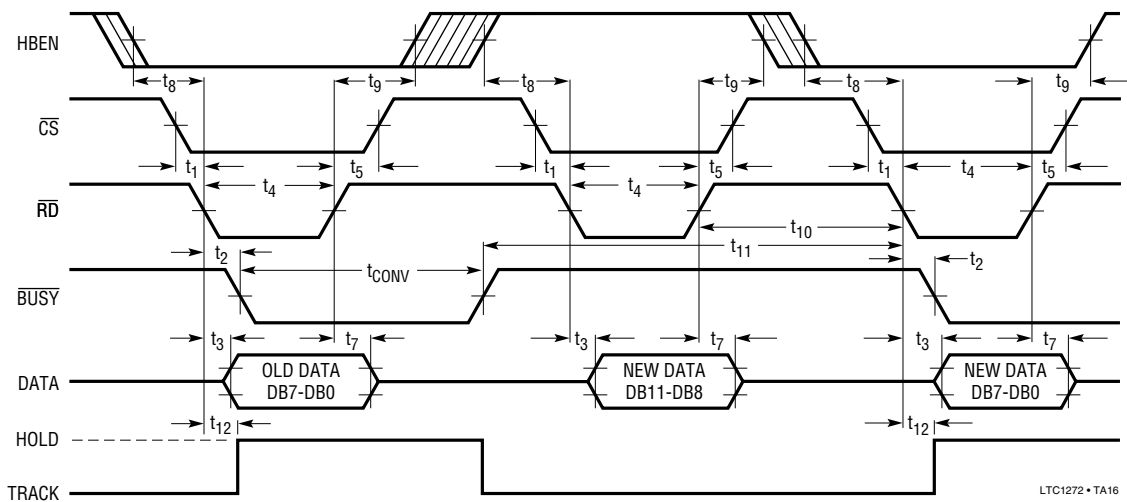 HBEN
t8 t9 t8 t9 t8 t9
CS
t1 t5 t1 t5 t1 t5
t4 t4 t4
RD
t10
t2 tCONV t11 t2
BUSY
t3 t7 t3 t7 t3 t7
DATA
OLD DATA
DB7-DB0
NEW DATA
DB11-DB8
NEW DATA
DB7-DB0
t12 t12
HOLD
TRACK
LTC1272 • TA16